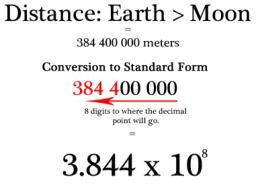 Distance: Earth > Moon
=
384 400 000 meters
Conversion to Standard Form
384 400 000
8 digits to where the decimal
point will go.
=
3.844 x 10⁸